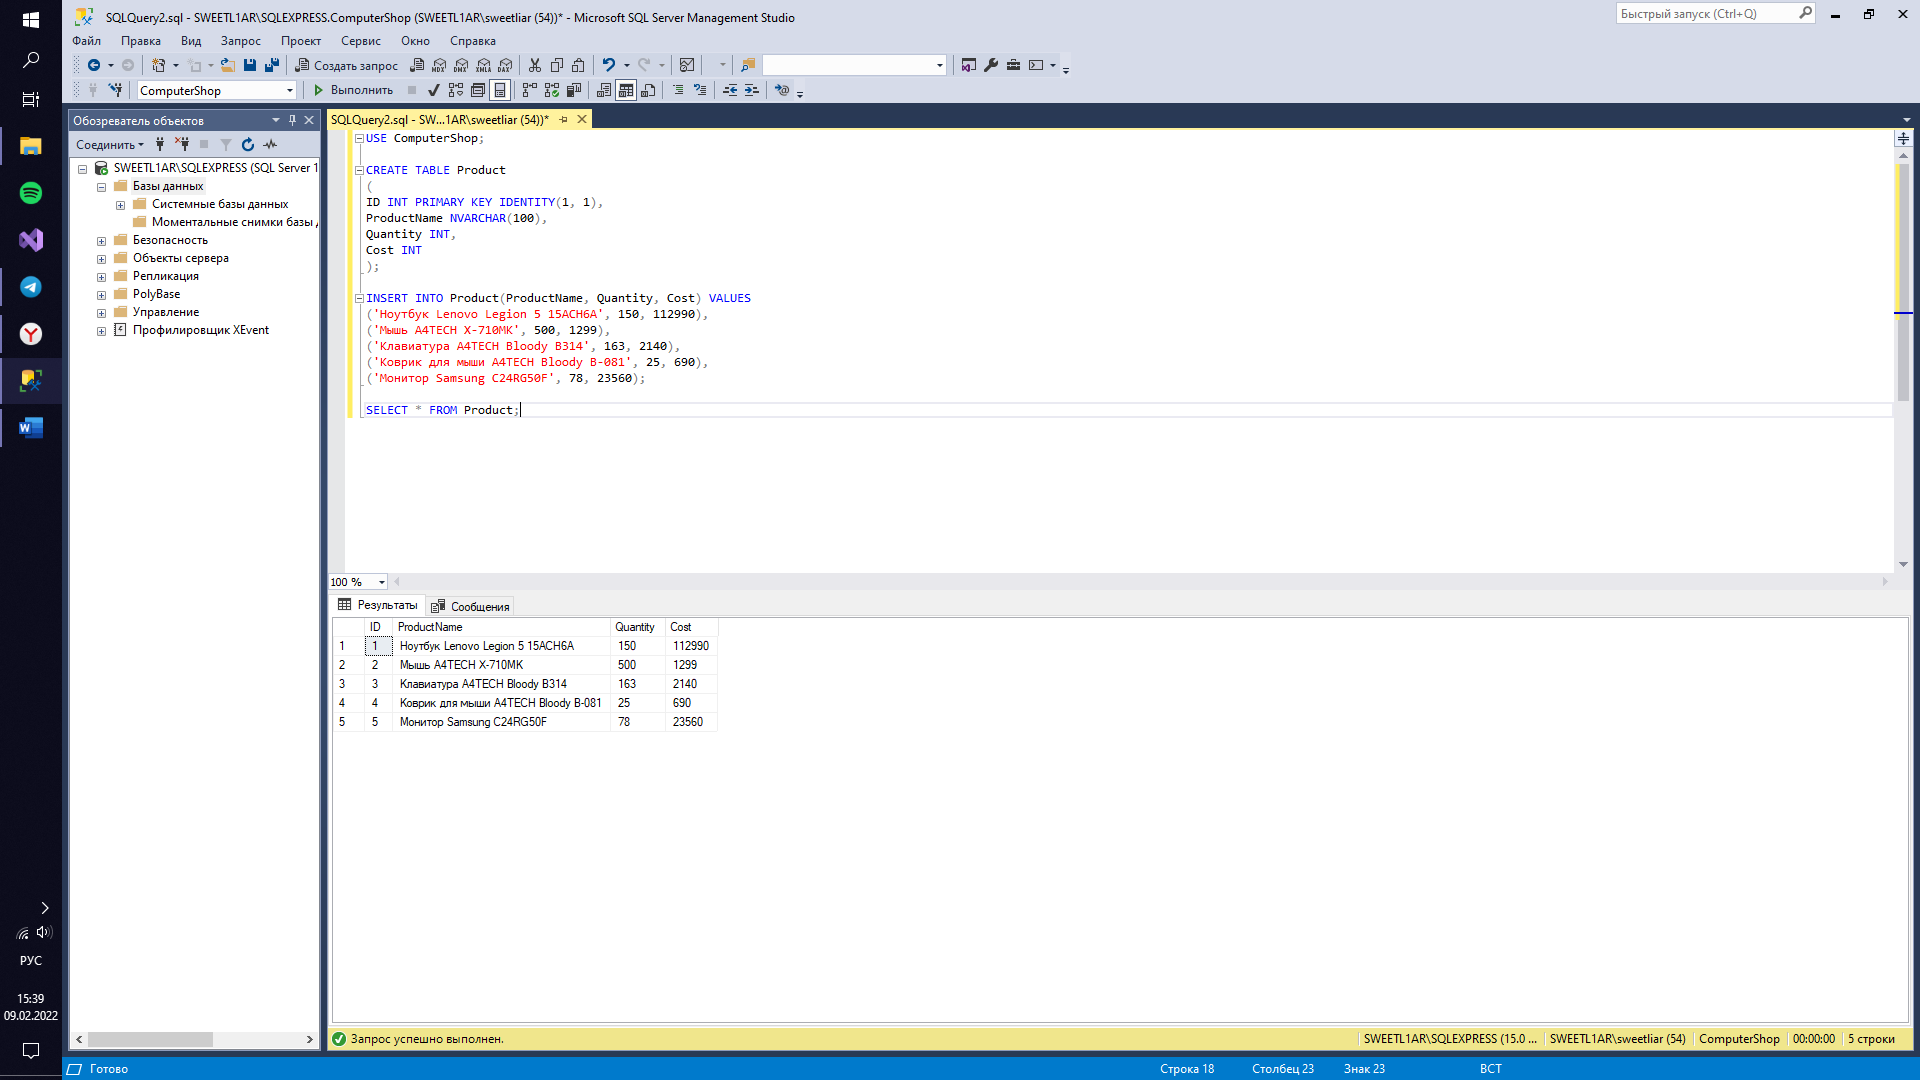 SQLQuery2.sql - SWEETL1AR\SQLEXPRESS.ComputerShop (SWEETL1AR\sweetliar (54))* - Microsoft SQL Server Management Studio
Быстрый запуск (Ctrl+Q)
Файл Правка Вид Запрос Проект Сервис Окно Справка
Создать запрос MDX DMX XMLA DAX
ComputerShop Выполнить
Обозреватель объектов
SQLQuery2.sql - SW...1AR\sweetliar (54))*
Соединить
SWEETL1AR\SQLEXPRESS (SQL Server 1
Базы данных
Системные базы данных
Моментальные снимки базы д
Безопасность
Объекты сервера
Репликация
PolyBase
Управление
Профилировщик XEvent
USE ComputerShop;
CREATE TABLE Product
(
ID INT PRIMARY KEY IDENTITY(1, 1),
ProductName NVARCHAR(100),
Quantity INT,
Cost INT
);
INSERT INTO Product(ProductName, Quantity, Cost) VALUES
('Ноутбук Lenovo Legion 5 15ACH6A', 150, 112990),
('Мышь A4TECH X-710MK', 500, 1299),
('Клавиатура A4TECH Bloody B314', 163, 2140),
('Коврик для мыши A4TECH Bloody B-081', 25, 690),
('Монитор Samsung C24RG50F', 78, 23560);
SELECT * FROM Product;
100 %
Результаты Сообщения
ID ProductName Quantity Cost
1 1 Ноутбук Lenovo Legion 5 15ACH6A 150 112990
2 2 Мышь A4TECH X-710MK 500 1299
3 3 Клавиатура A4TECH Bloody B314 163 2140
4 4 Коврик для мыши A4TECH Bloody B-081 25 690
5 5 Монитор Samsung C24RG50F 78 23560
Запрос успешно выполнен. SWEETL1AR\SQLEXPRESS (15.0 ... SWEETL1AR\sweetliar (54) ComputerShop 00:00:00 5 строки
Готово Строка 18 Столбец 23 Знак 23 ВСТ
РУС
15:39
09.02.2022